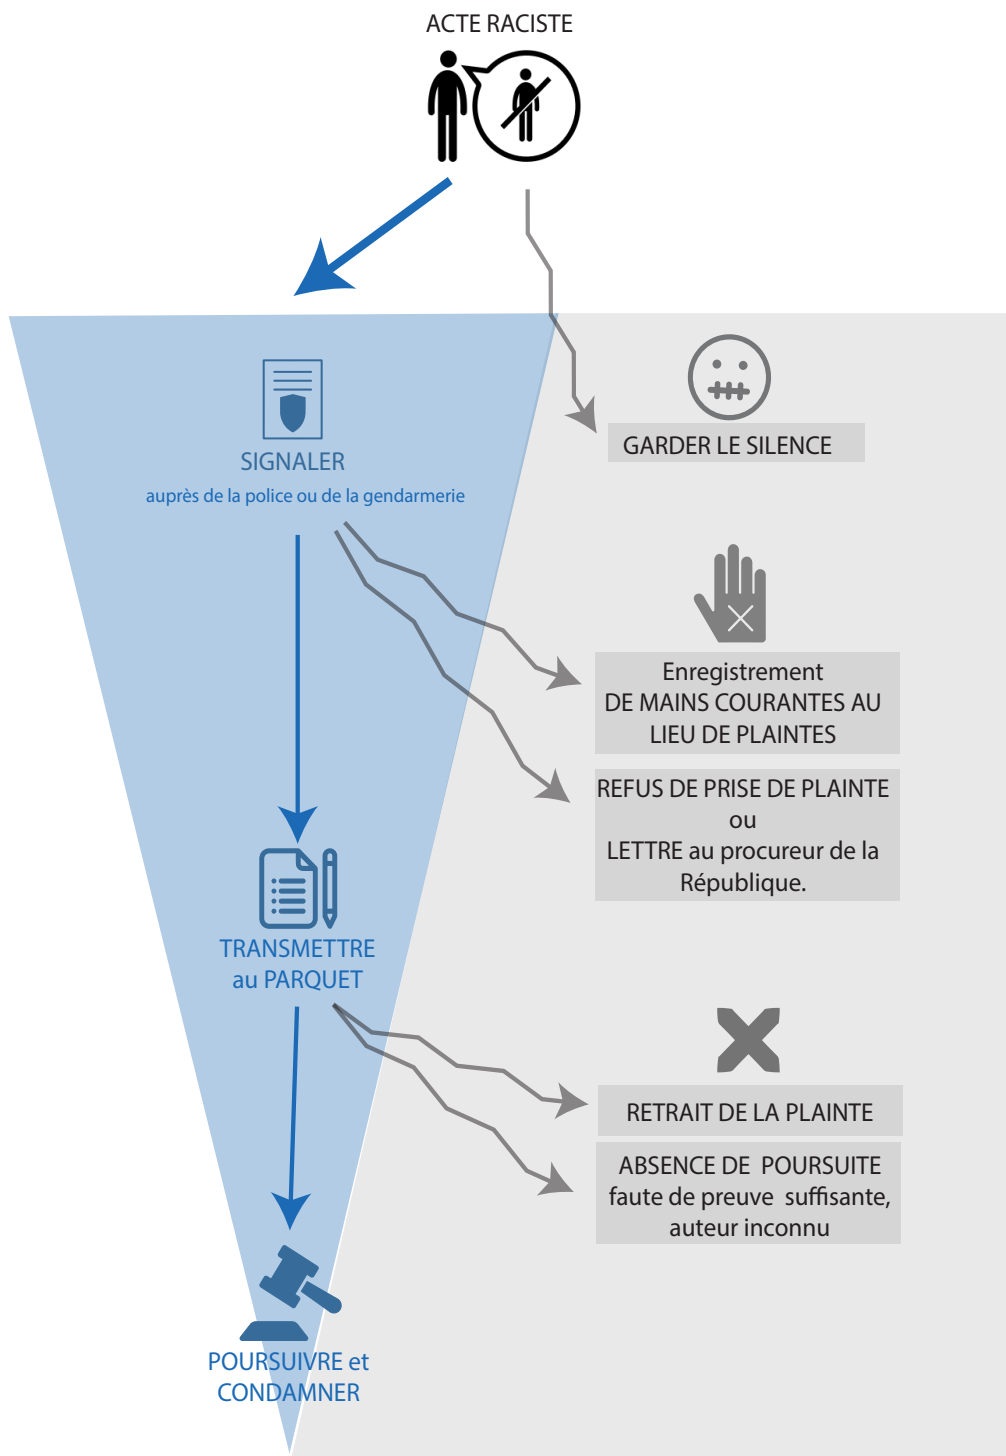 ACTE RACISTE
SIGNALER
auprès de la police ou de la gendarmerie
GARDER LE SILENCE
Enregistrement
DE MAINS COURANTES AU
LIEU DE PLAINTES
REFUS DE PRISE DE PLAINTE
ou
LETTRE au procureur de la
République.
TRANSMETTRE
au PARQUET
RETRAIT DE LA PLAINTE
ABSENCE DE POURSUITE
faute de preuve suffisante,
auteur inconnu
POURSUIVRE et
CONDAMNER